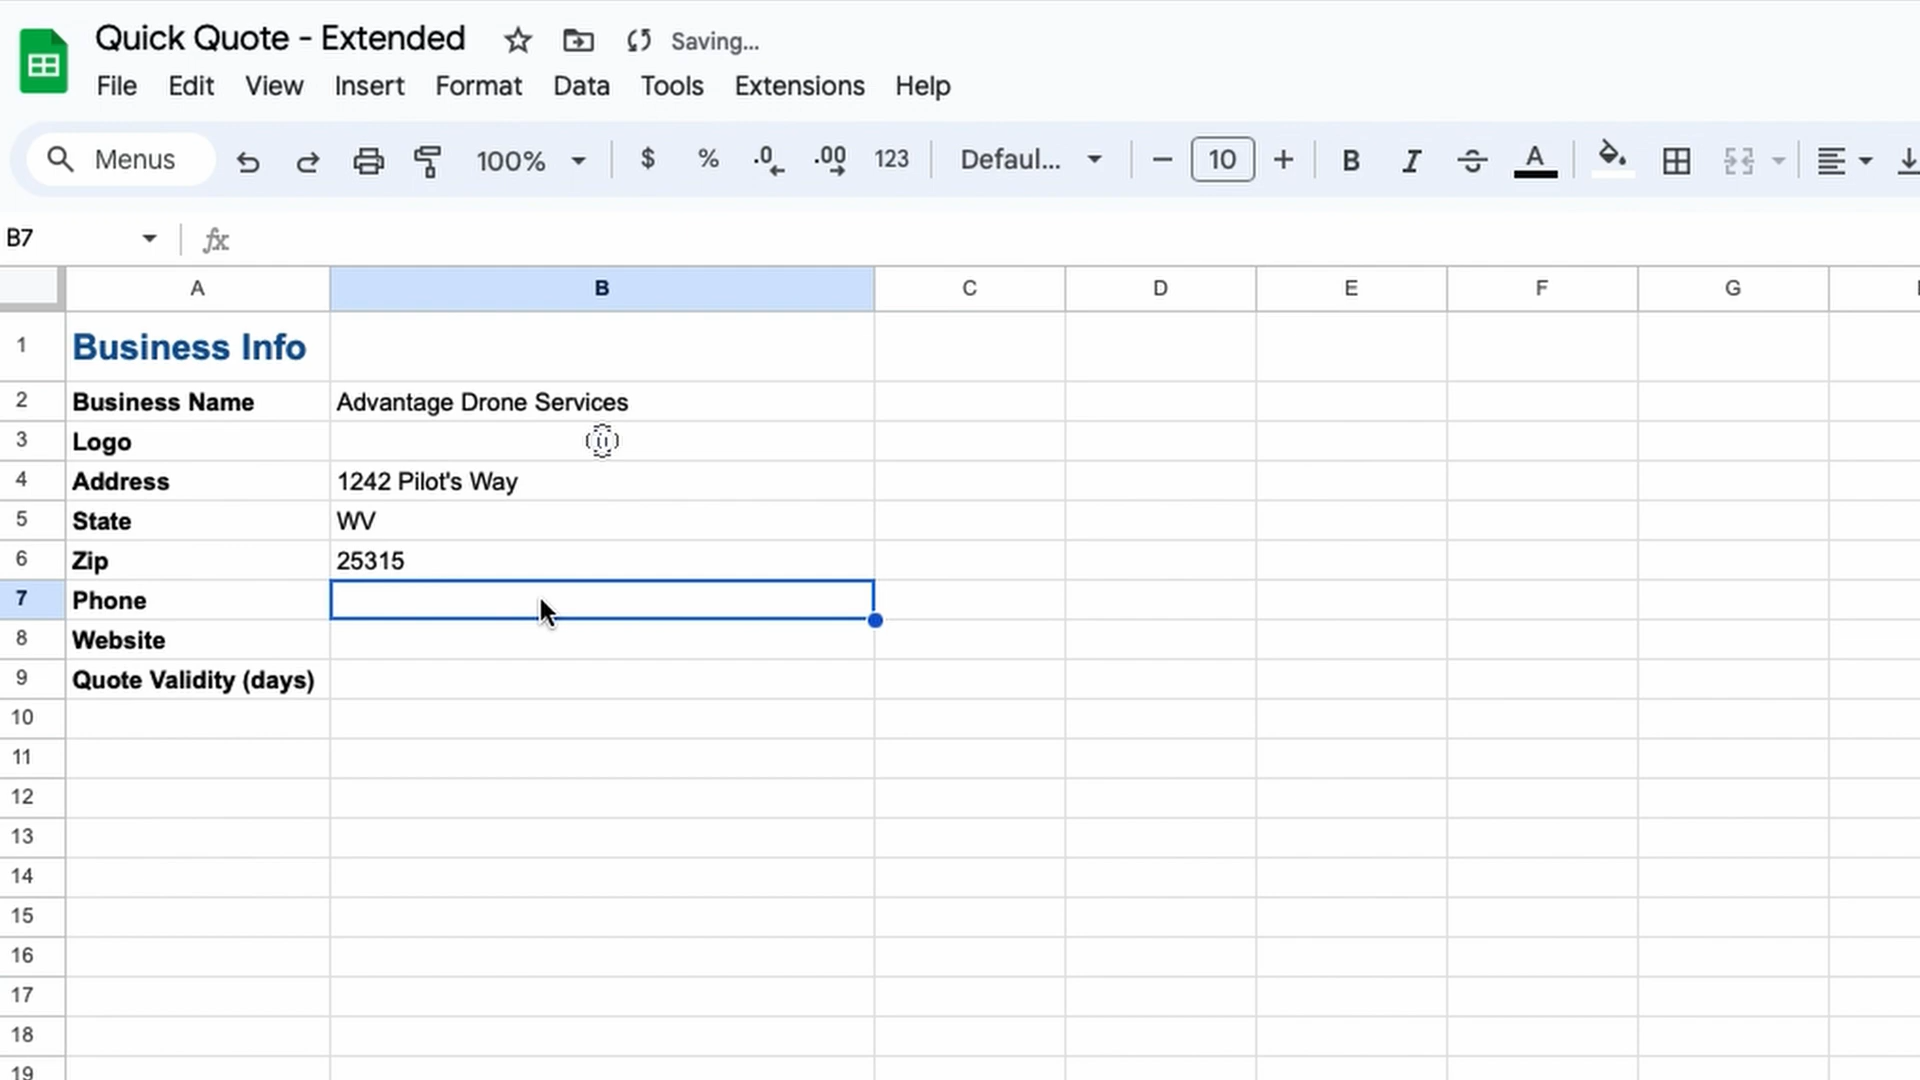 Quick Quote - Extended Saving...
File Edit View Insert Format Data Tools Extensions Help
Menus 100% $ % .0 .00 123 Defaul... 10 B I A
B7 fx
A B C D E F G
1 Business Info
2 Business Name Advantage Drone Services
3 Logo
4 Address 1242 Pilot's Way
5 State WV
6 Zip 25315
7 Phone
8 Website
9 Quote Validity (days)
10
11
12
13
14
15
16
17
18
19